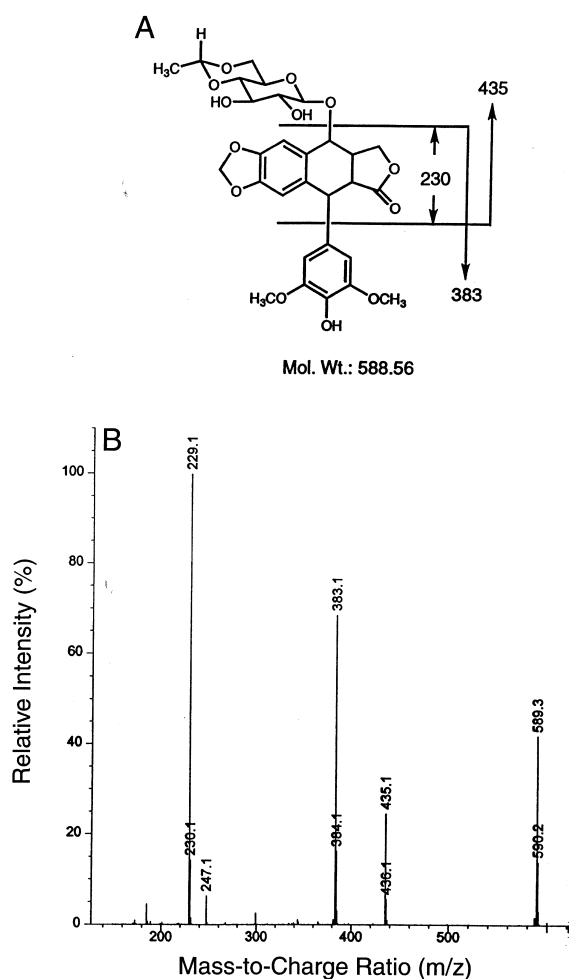 A
H
H₃C
O
O
O
O
HO
OH
435
O
O
O
O
O
230
H₃CO
OCH₃
OH
383
Mol. Wt.: 588.56
B
229.1
100
80
383.1
60
589.3
40
435.1
20
230.1
384.1
590.2
247.1
436.1
0
200
300
400
500
Relative Intensity (%)
Mass-to-Charge Ratio (m/z)